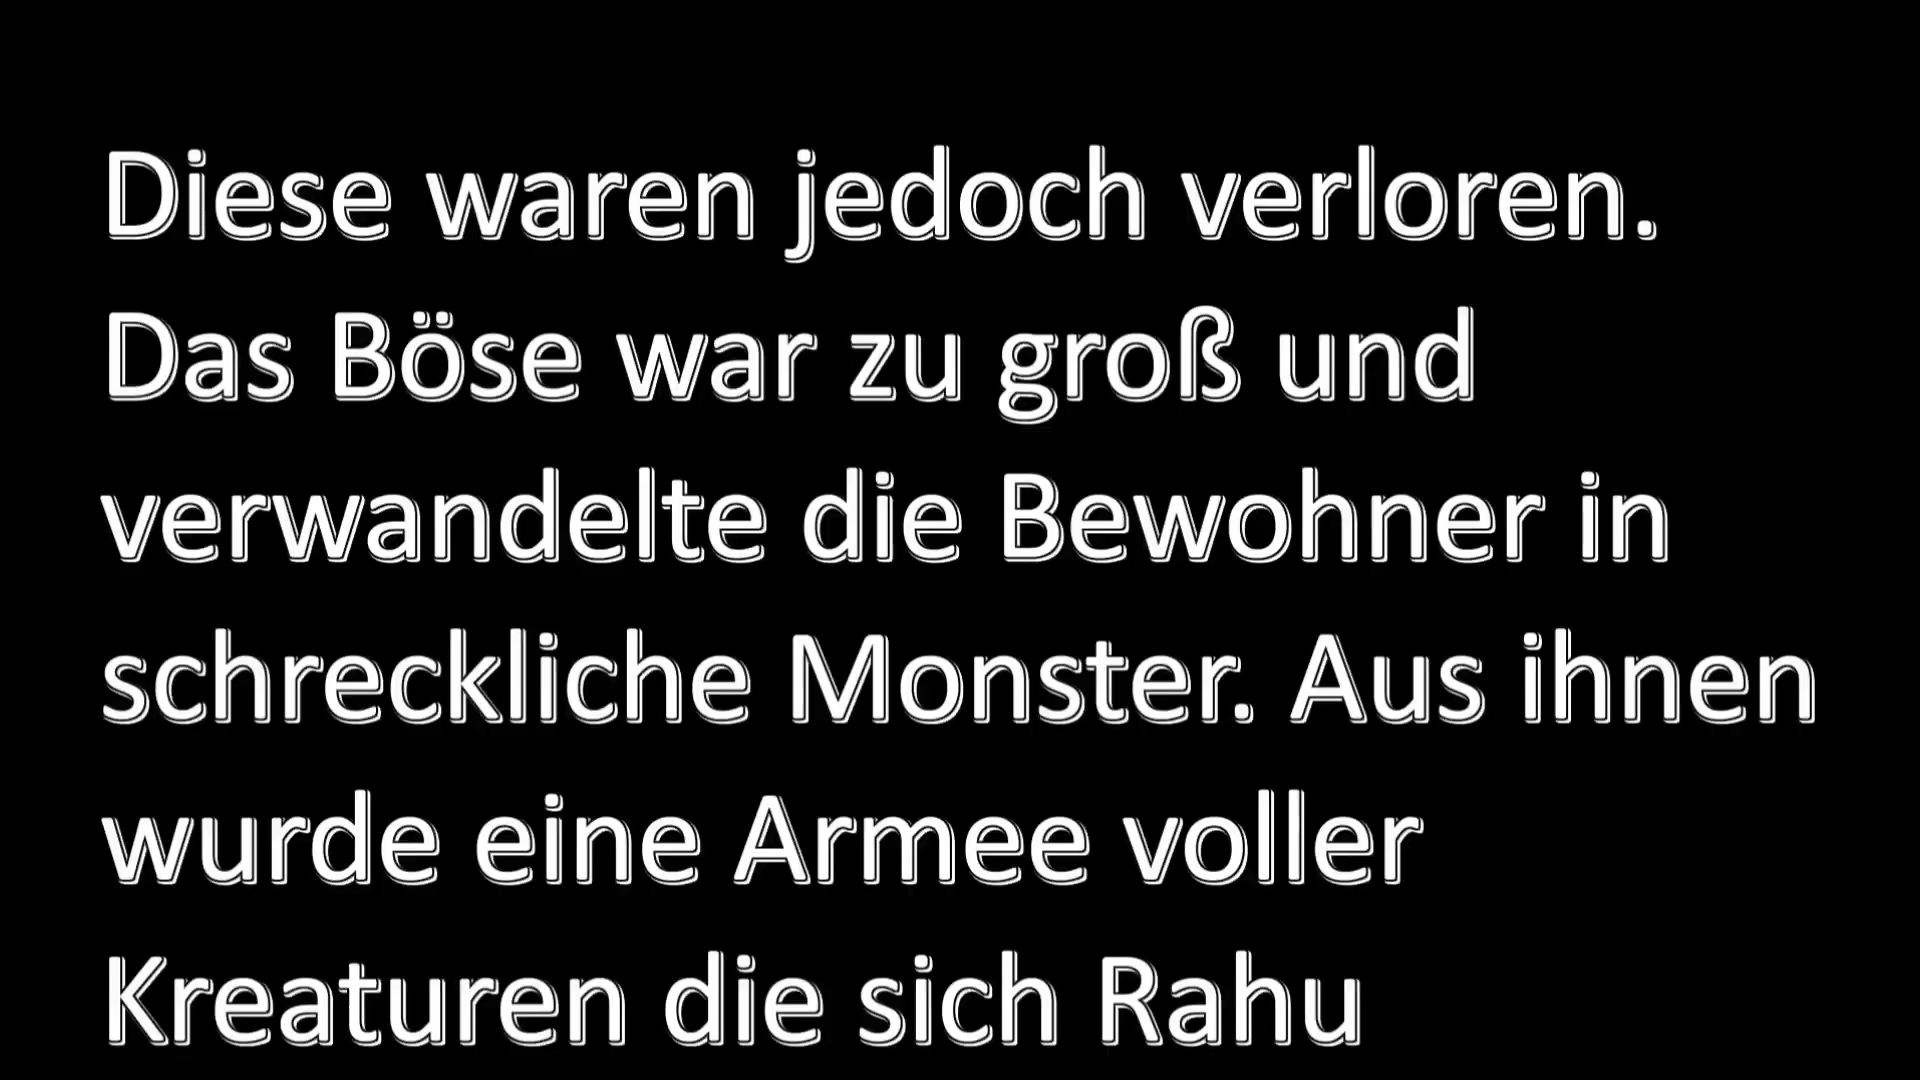 Diese waren jedoch verloren.
Das Böse war zu groß und
verwandelte die Bewohner in
schreckliche Monster. Aus ihnen
wurde eine Armee voller
Kreaturen die sich Rahu